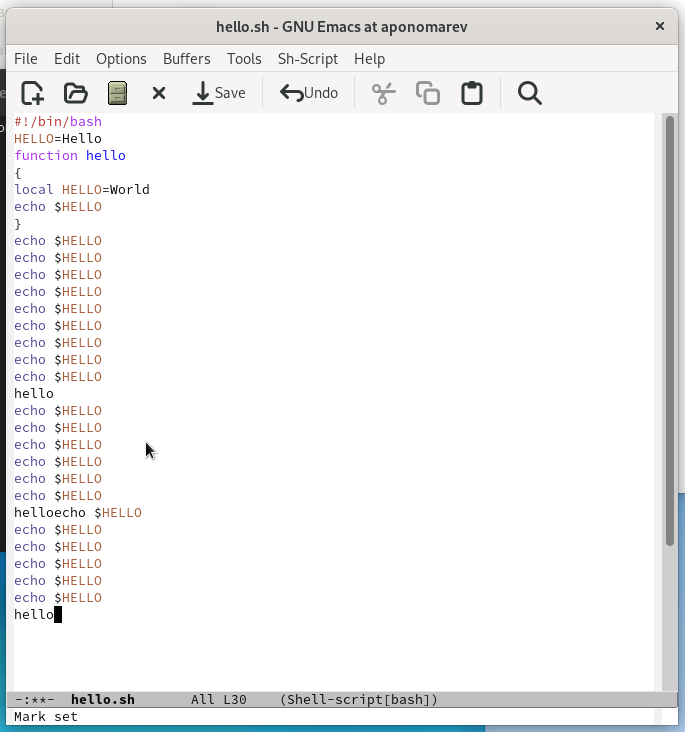 hello.sh - GNU Emacs at aponomarev
File Edit Options Buffers Tools Sh-Script Help
Save Undo
#!/bin/bash
HELLO=Hello
function hello
{
local HELLO=World
echo $HELLO
}
echo $HELLO
echo $HELLO
echo $HELLO
echo $HELLO
echo $HELLO
echo $HELLO
echo $HELLO
echo $HELLO
echo $HELLO
hello
echo $HELLO
echo $HELLO
echo $HELLO
echo $HELLO
echo $HELLO
echo $HELLO
helloecho $HELLO
echo $HELLO
echo $HELLO
echo $HELLO
echo $HELLO
echo $HELLO
hello
-:**- hello.sh All L30 (Shell-script[bash])
Mark set